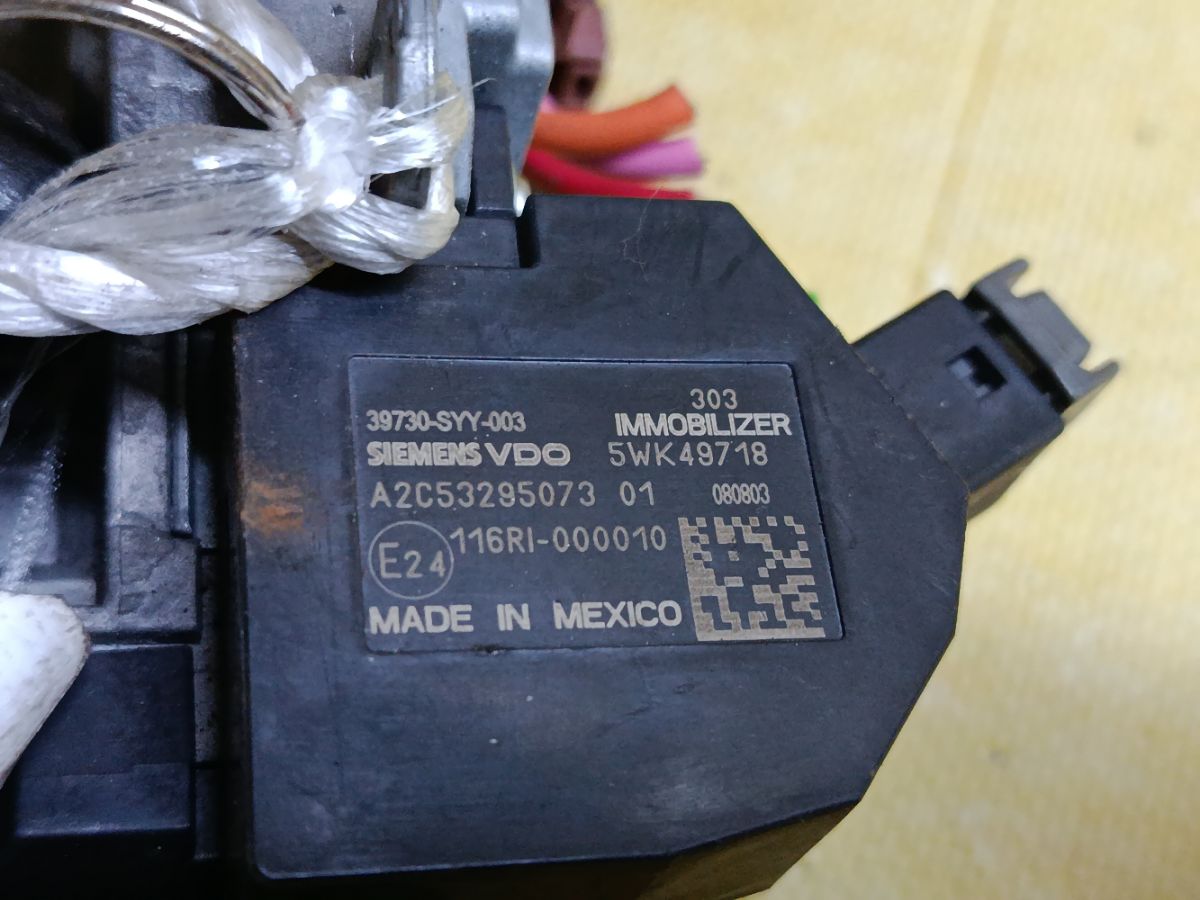 303
39730-SYY-003 IMMOBILIZER
SIEMENS VDO 5WK49718
A2C53295073 01 080803
E24 116RI-000010
MADE IN MEXICO